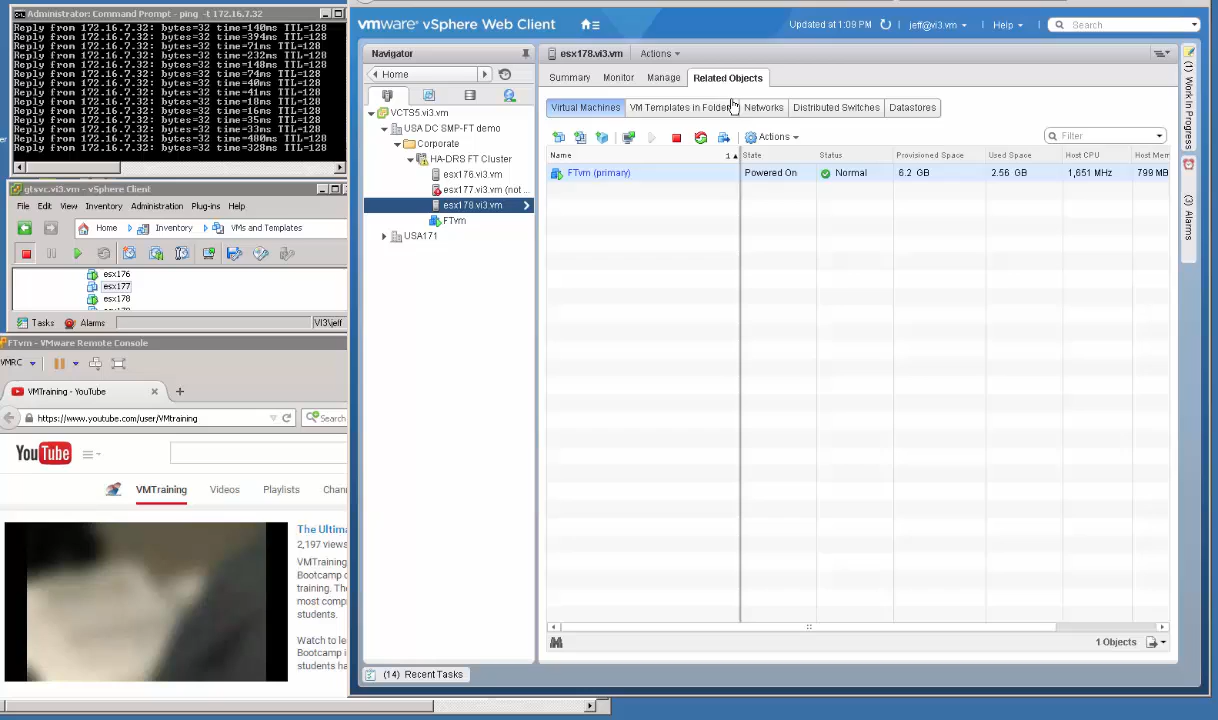 Administrator: Command Prompt - ping -t 172.16.7.32
Reply from 172.16.7.32: bytes=32 time=140ms TTL=128
Reply from 172.16.7.32: bytes=32 time=394ms TTL=128
Reply from 172.16.7.32: bytes=32 time=71ms TTL=128
Reply from 172.16.7.32: bytes=32 time=232ms TTL=128
Reply from 172.16.7.32: bytes=32 time=148ms TTL=128
Reply from 172.16.7.32: bytes=32 time=74ms TTL=128
Reply from 172.16.7.32: bytes=32 time=40ms TTL=128
Reply from 172.16.7.32: bytes=32 time=41ms TTL=128
Reply from 172.16.7.32: bytes=32 time=18ms TTL=128
Reply from 172.16.7.32: bytes=32 time=16ms TTL=128
Reply from 172.16.7.32: bytes=32 time=35ms TTL=128
Reply from 172.16.7.32: bytes=32 time=33ms TTL=128
Reply from 172.16.7.32: bytes=32 time=480ms TTL=128
Reply from 172.16.7.32: bytes=32 time=328ms TTL=128
gtsvc.vi3.vm - vSphere Client
File Edit View Inventory Administration Plug-ins Help
Home Inventory VMs and Templates
esx176
esx177
esx178
Tasks Alarms VI3\jeff
FTvm - VMware Remote Console
VMRC
VMTraining - YouTube
https://www.youtube.com/user/VMtraining Search
YouTube
VMTraining Videos Playlists Chan
The Ultima
2,197 views
VMTraining
Bootcamp c
training. The
most comp
students.
Watch to le
Bootcamp i
students ha
vmware vSphere Web Client Updated at 1:09 PM jeff@vi3.vm Help Search
Navigator
Home
VCTS5.vi3.vm
USA DC SMP-FT demo
Corporate
HA-DRS FT Cluster
esx176.vi3.vm
esx177.vi3.vm (not ...
esx178.vi3.vm
FTvm
USA171
esx178.vi3.vm Actions
Summary Monitor Manage Related Objects
Virtual Machines VM Templates in Folder Networks Distributed Switches Datastores
Actions Filter
Name 1 State Status Provisioned Space Used Space Host CPU Host Mem
FTvm (primary) Powered On Normal 6.2 GB 2.56 GB 1,651 MHz 799 MB
1 Objects
(14) Recent Tasks
(1) Work In Progress
(3) Alarms